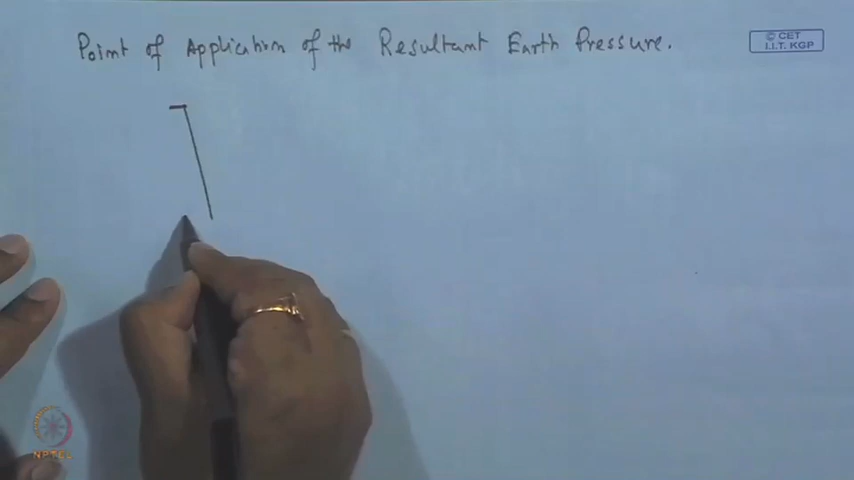 Point of Application of the Resultant Earth Pressure.
© CET
I.I.T. KGP
NPTEL